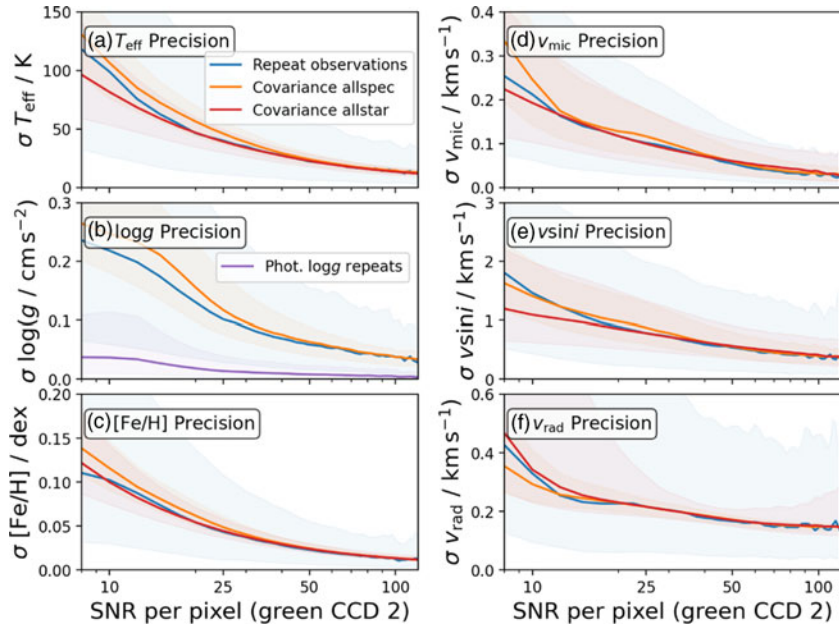 (a) T_eff Precision
Repeat observations
Covariance allspec
Covariance allstar
σ T_eff / K
150
100
50
0
(b) logg Precision
Phot. logg repeats
σ log(g / cm s⁻²)
0.3
0.2
0.1
0.0
(c) [Fe/H] Precision
σ [Fe/H] / dex
0.20
0.15
0.10
0.05
0.00
10 25 50 100
SNR per pixel (green CCD 2)
(d) v_mic Precision
σ v_mic / km s⁻¹
0.4
0.3
0.2
0.1
0.0
(e) vsini Precision
σ vsini / km s⁻¹
3
2
1
0
(f) v_rad Precision
σ v_rad / km s⁻¹
0.6
0.4
0.2
0.0
10 25 50 100
SNR per pixel (green CCD 2)